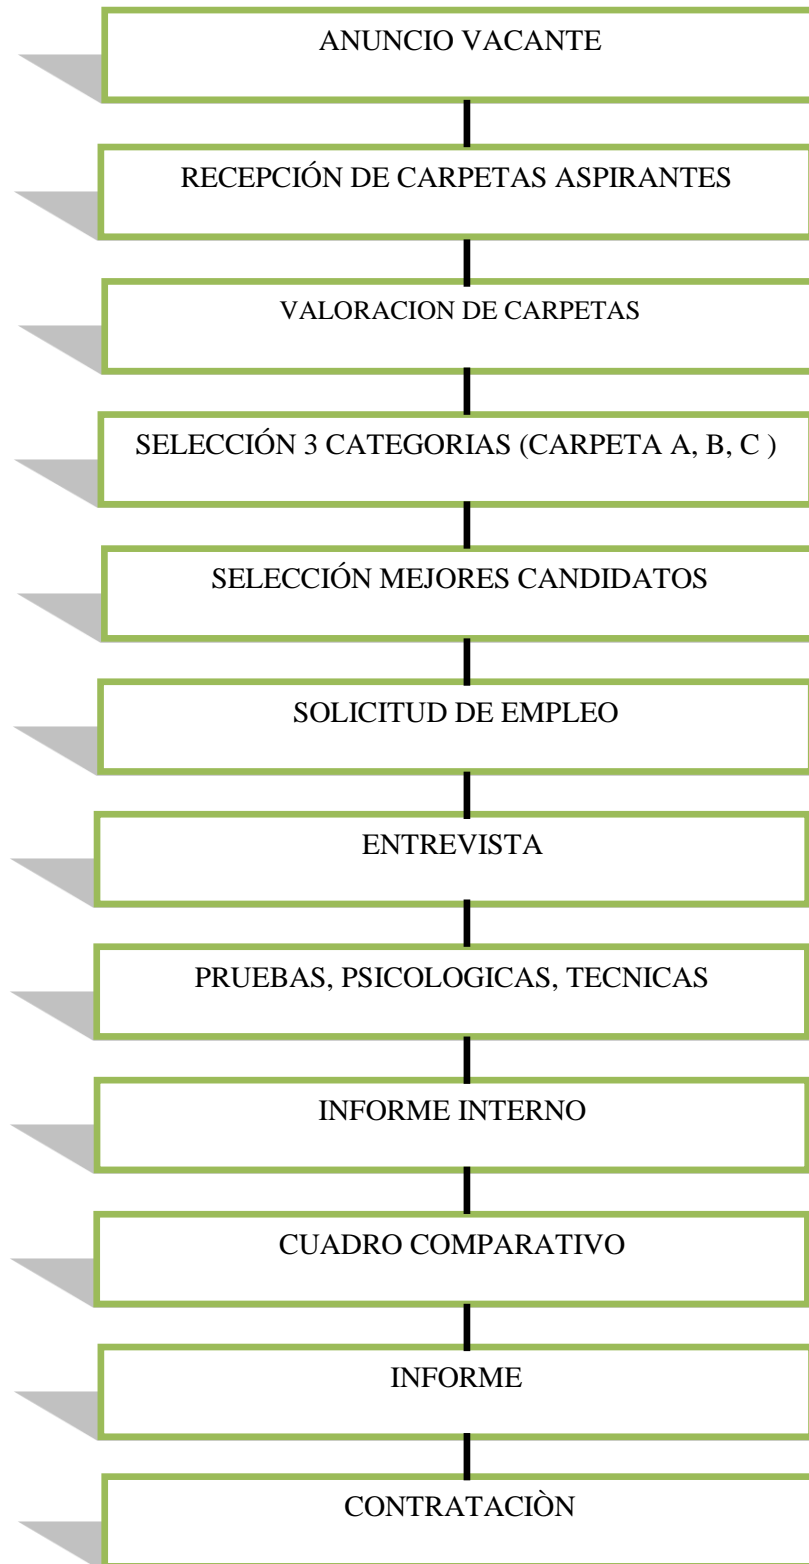 ANUNCIO VACANTE
RECEPCIÓN DE CARPETAS ASPIRANTES
VALORACION DE CARPETAS
SELECCIÓN 3 CATEGORIAS (CARPETA A, B, C )
SELECCIÓN MEJORES CANDIDATOS
SOLICITUD DE EMPLEO
ENTREVISTA
PRUEBAS, PSICOLOGICAS, TECNICAS
INFORME INTERNO
CUADRO COMPARATIVO
INFORME
CONTRATACIÒN